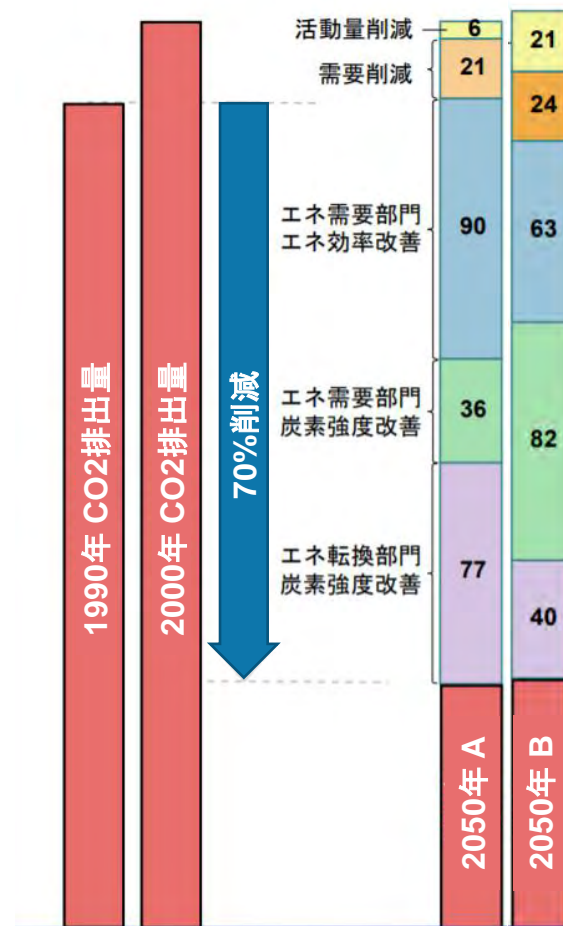 活動量削減
6
21
需要削減
21
24
エネ需要部門
エネ効率改善
90
63
エネ需要部門
炭素強度改善
36
82
エネ転換部門
炭素強度改善
77
40
1990年 CO2排出量
2000年 CO2排出量
70%削減
2050年 A
2050年 B